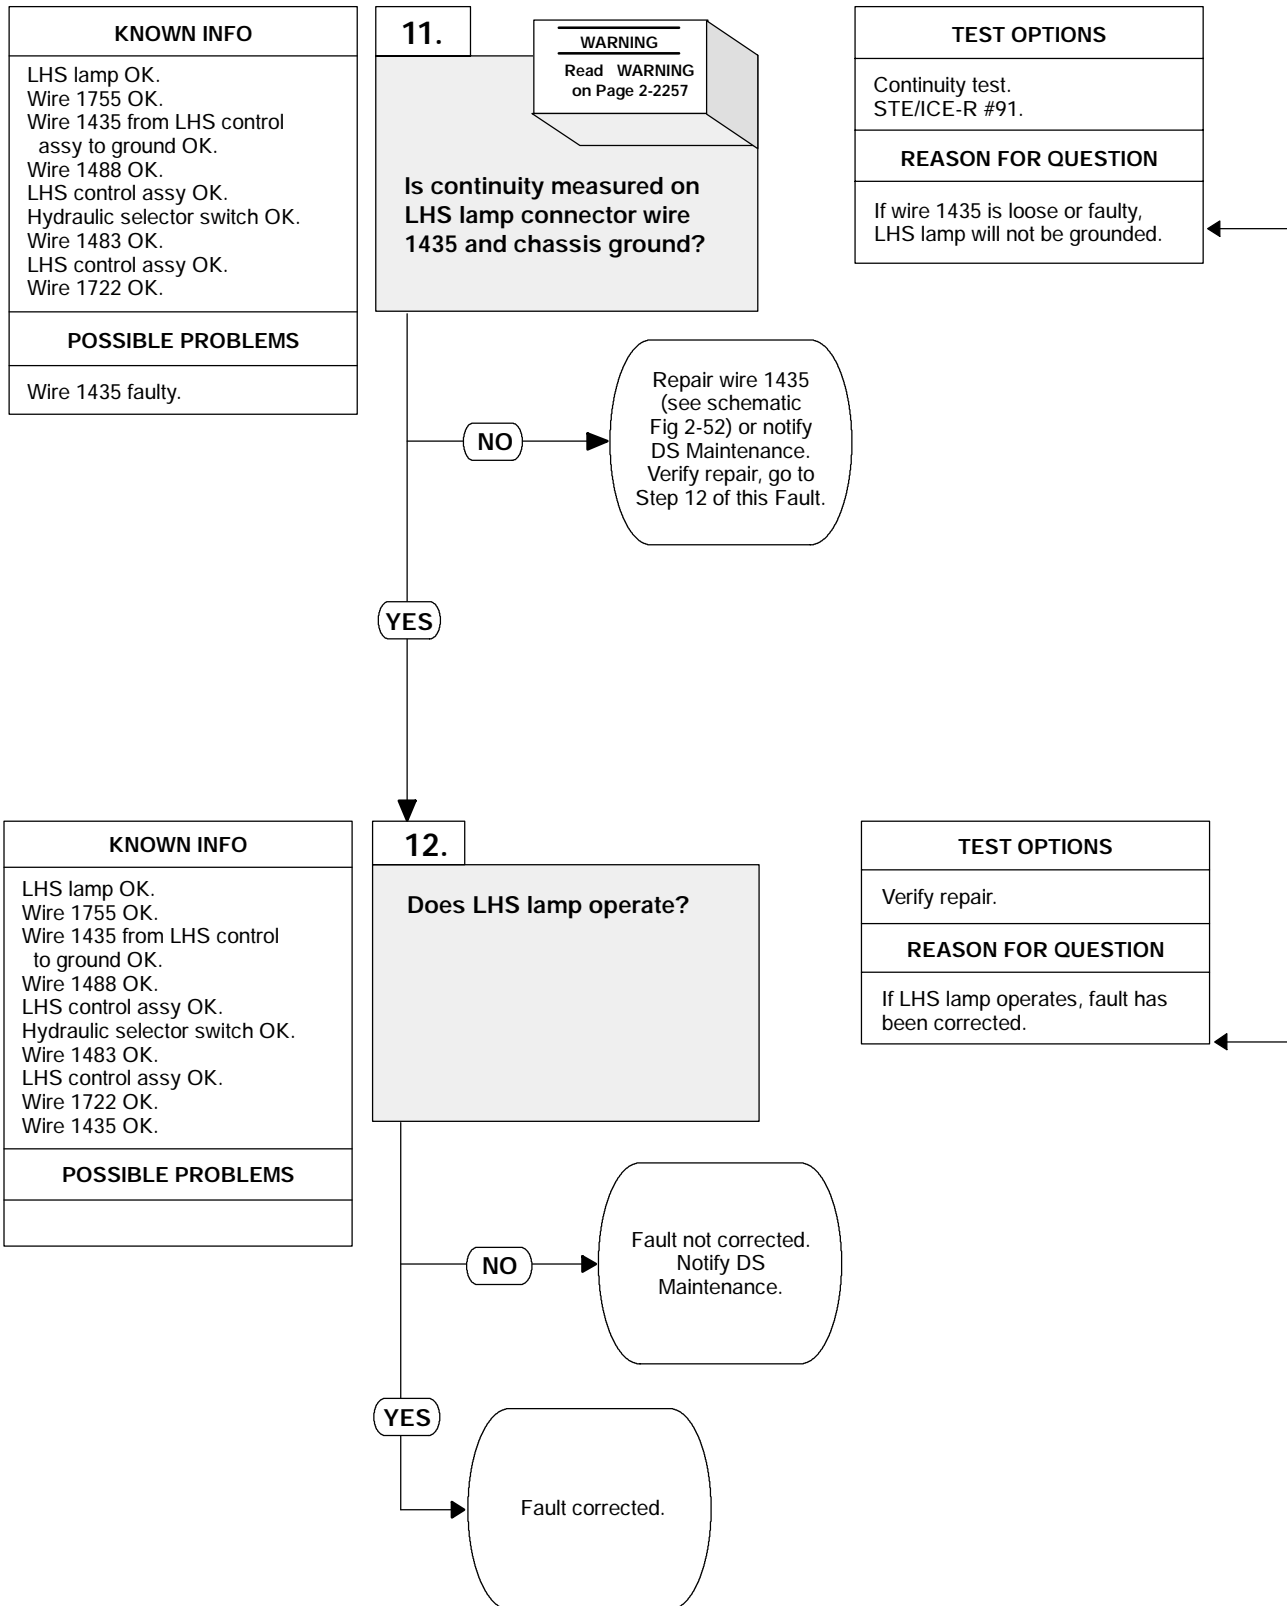 KNOWN INFO
LHS lamp OK.
Wire 1755 OK.
Wire 1435 from LHS control
assy to ground OK.
Wire 1488 OK.
LHS control assy OK.
Hydraulic selector switch OK.
Wire 1483 OK.
LHS control assy OK.
Wire 1722 OK.
POSSIBLE PROBLEMS
Wire 1435 faulty.
11.
WARNING
Read WARNING
on Page 2-2257
Is continuity measured on
LHS lamp connector wire
1435 and chassis ground?
TEST OPTIONS
Continuity test.
STE/ICE-R #91.
REASON FOR QUESTION
If wire 1435 is loose or faulty,
LHS lamp will not be grounded.
NO
Repair wire 1435
(see schematic
Fig 2-52) or notify
DS Maintenance.
Verify repair, go to
Step 12 of this Fault.
YES
KNOWN INFO
LHS lamp OK.
Wire 1755 OK.
Wire 1435 from LHS control
to ground OK.
Wire 1488 OK.
LHS control assy OK.
Hydraulic selector switch OK.
Wire 1483 OK.
LHS control assy OK.
Wire 1722 OK.
Wire 1435 OK.
POSSIBLE PROBLEMS
12.
Does LHS lamp operate?
TEST OPTIONS
Verify repair.
REASON FOR QUESTION
If LHS lamp operates, fault has
been corrected.
NO
Fault not corrected.
Notify DS
Maintenance.
YES
Fault corrected.